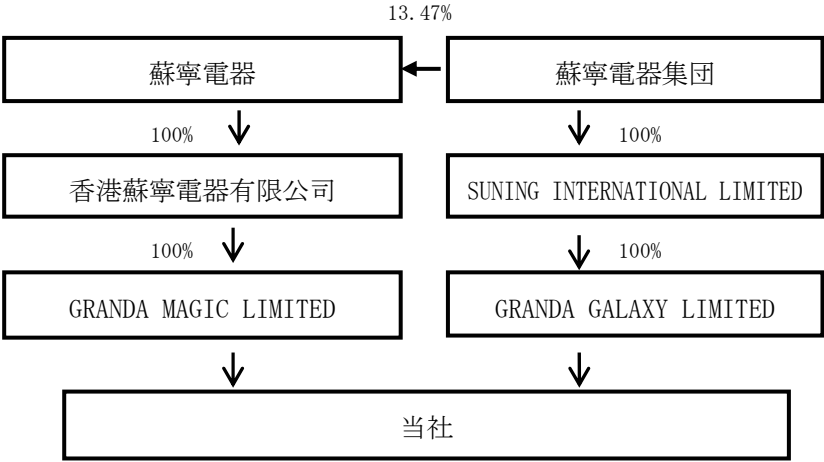 13.47%
蘇寧電器
蘇寧電器集団
100%
100%
香港蘇寧電器有限公司
SUNING INTERNATIONAL LIMITED
100%
100%
GRANDA MAGIC LIMITED
GRANDA GALAXY LIMITED
当社